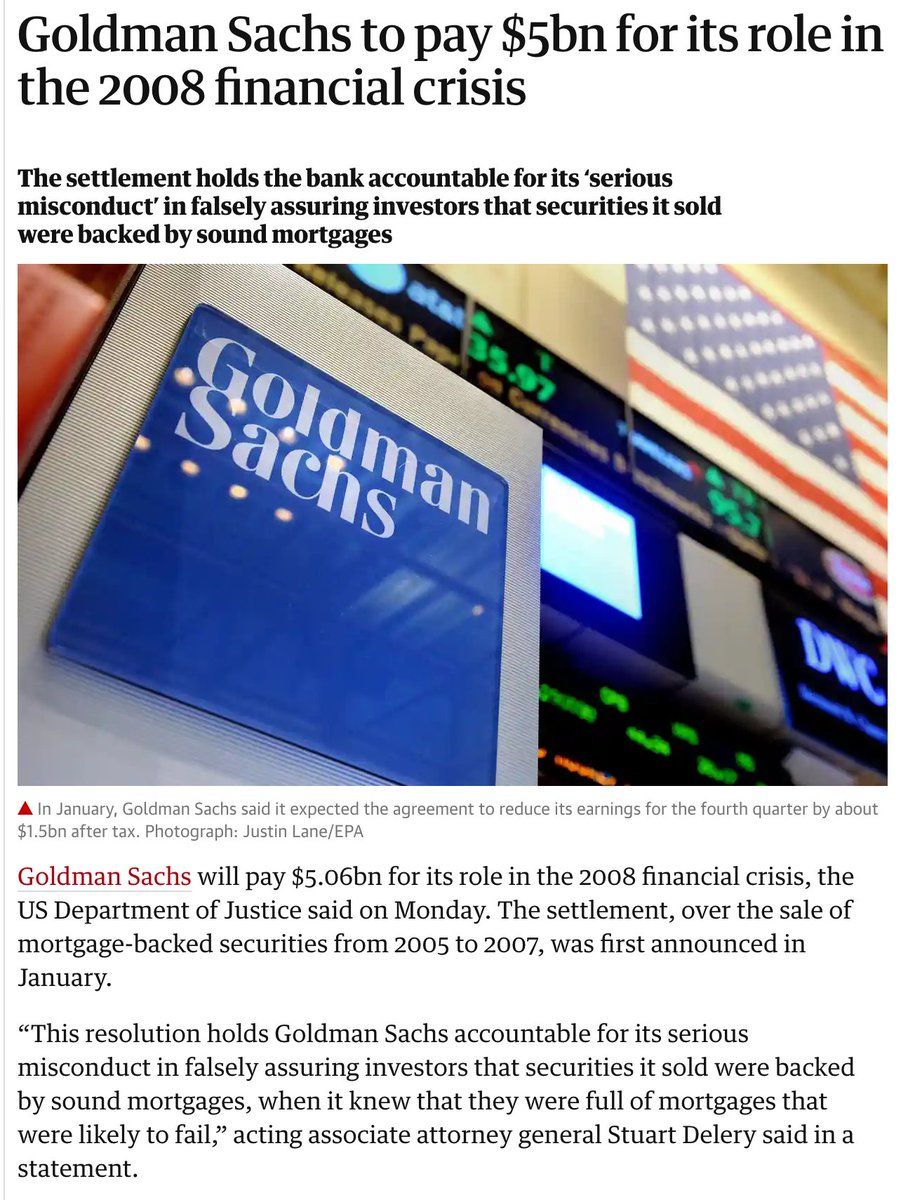 Goldman Sachs to pay $5bn for its role in
the 2008 financial crisis
The settlement holds the bank accountable for its ‘serious
misconduct’ in falsely assuring investors that securities it sold
were backed by sound mortgages
at&t
35.97
Goldman
Sachs
DWC
▲ In January, Goldman Sachs said it expected the agreement to reduce its earnings for the fourth quarter by about
$1.5bn after tax. Photograph: Justin Lane/EPA
Goldman Sachs will pay $5.06bn for its role in the 2008 financial crisis, the
US Department of Justice said on Monday. The settlement, over the sale of
mortgage-backed securities from 2005 to 2007, was first announced in
January.
“This resolution holds Goldman Sachs accountable for its serious
misconduct in falsely assuring investors that securities it sold were backed
by sound mortgages, when it knew that they were full of mortgages that
were likely to fail,” acting associate attorney general Stuart Delery said in a
statement.